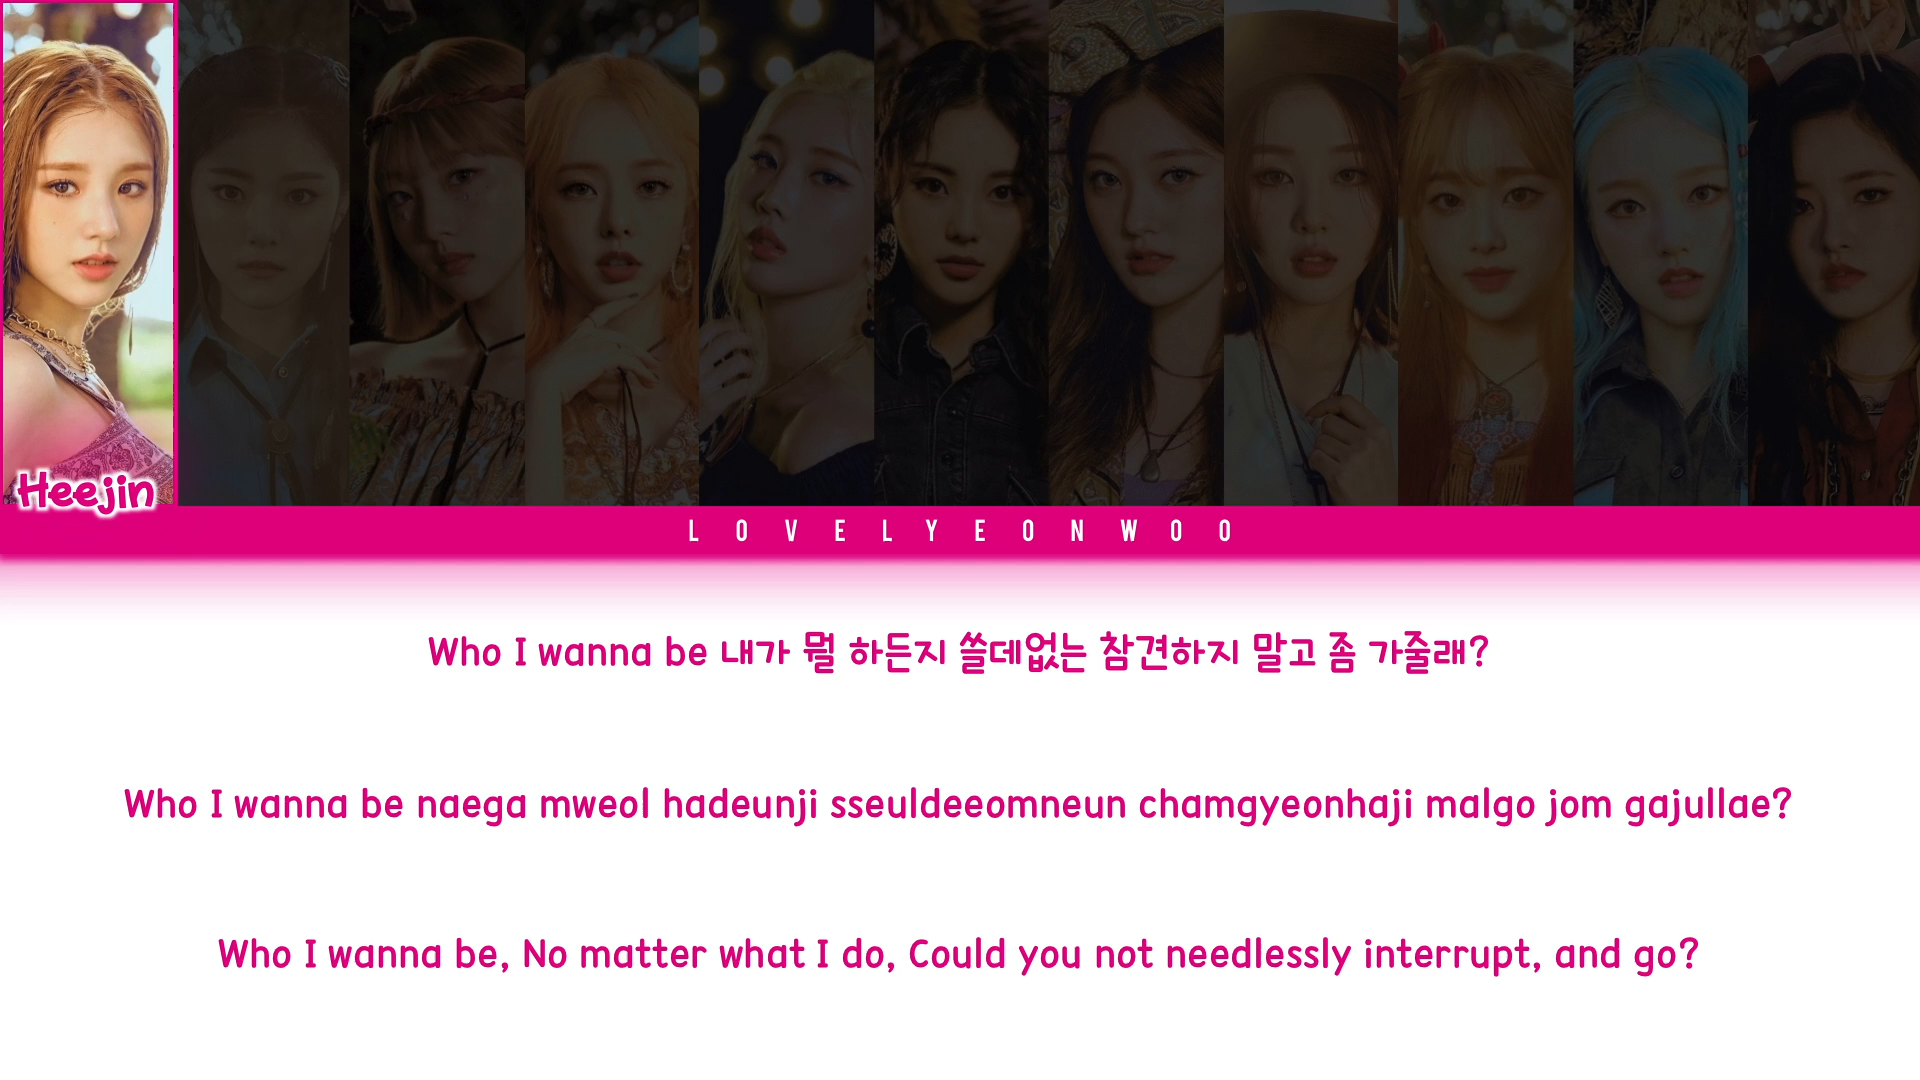 Heejin
LOVELYEONWOO
Who I wanna be 내가 뭘 하든지 쓸데없는 참견하지 말고 좀 가줄래?
Who I wanna be naega mweol hadeunji sseuldeeomneun chamgyeonhaji malgo jom gajullae?
Who I wanna be, No matter what I do, Could you not needlessly interrupt, and go?